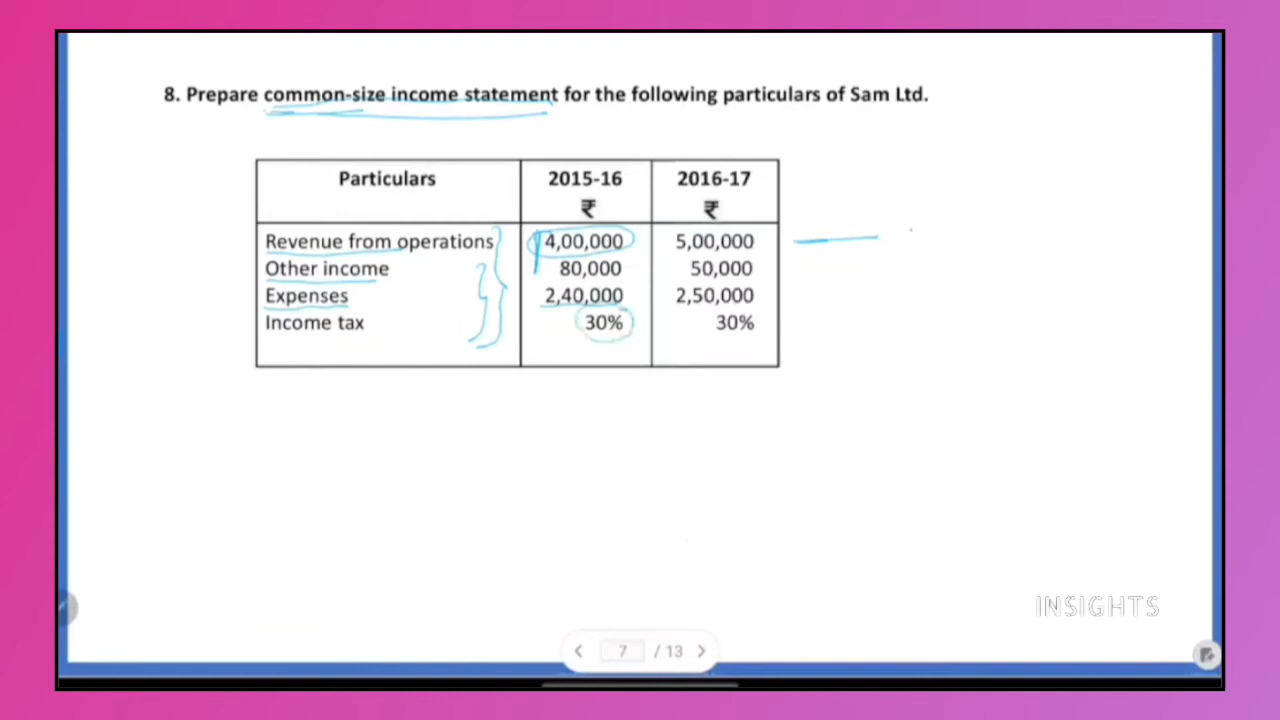 8. Prepare common-size income statement for the following particulars of Sam Ltd.
Particulars 2015-16 2016-17
₹ ₹
Revenue from operations 4,00,000 5,00,000
Other income 80,000 50,000
Expenses 2,40,000 2,50,000
Income tax 30% 30%
INSIGHTS
7 / 13